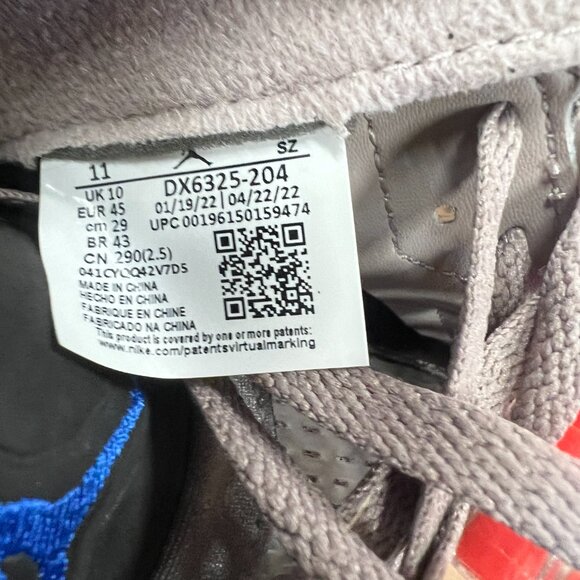 11 SZ
UK 10 DX6325-204
EUR 45 01/19/22 | 04/22/22
cm 29 UPC 00196150159474
BR 43
CN 290(2.5)
MADE IN CHINA
HECHO EN CHINA
FABRIQUE EN CHINE
FABRICADO NA CHINA
This product is covered by one or more patents:
www.nike.com/patentsvirtualmarking